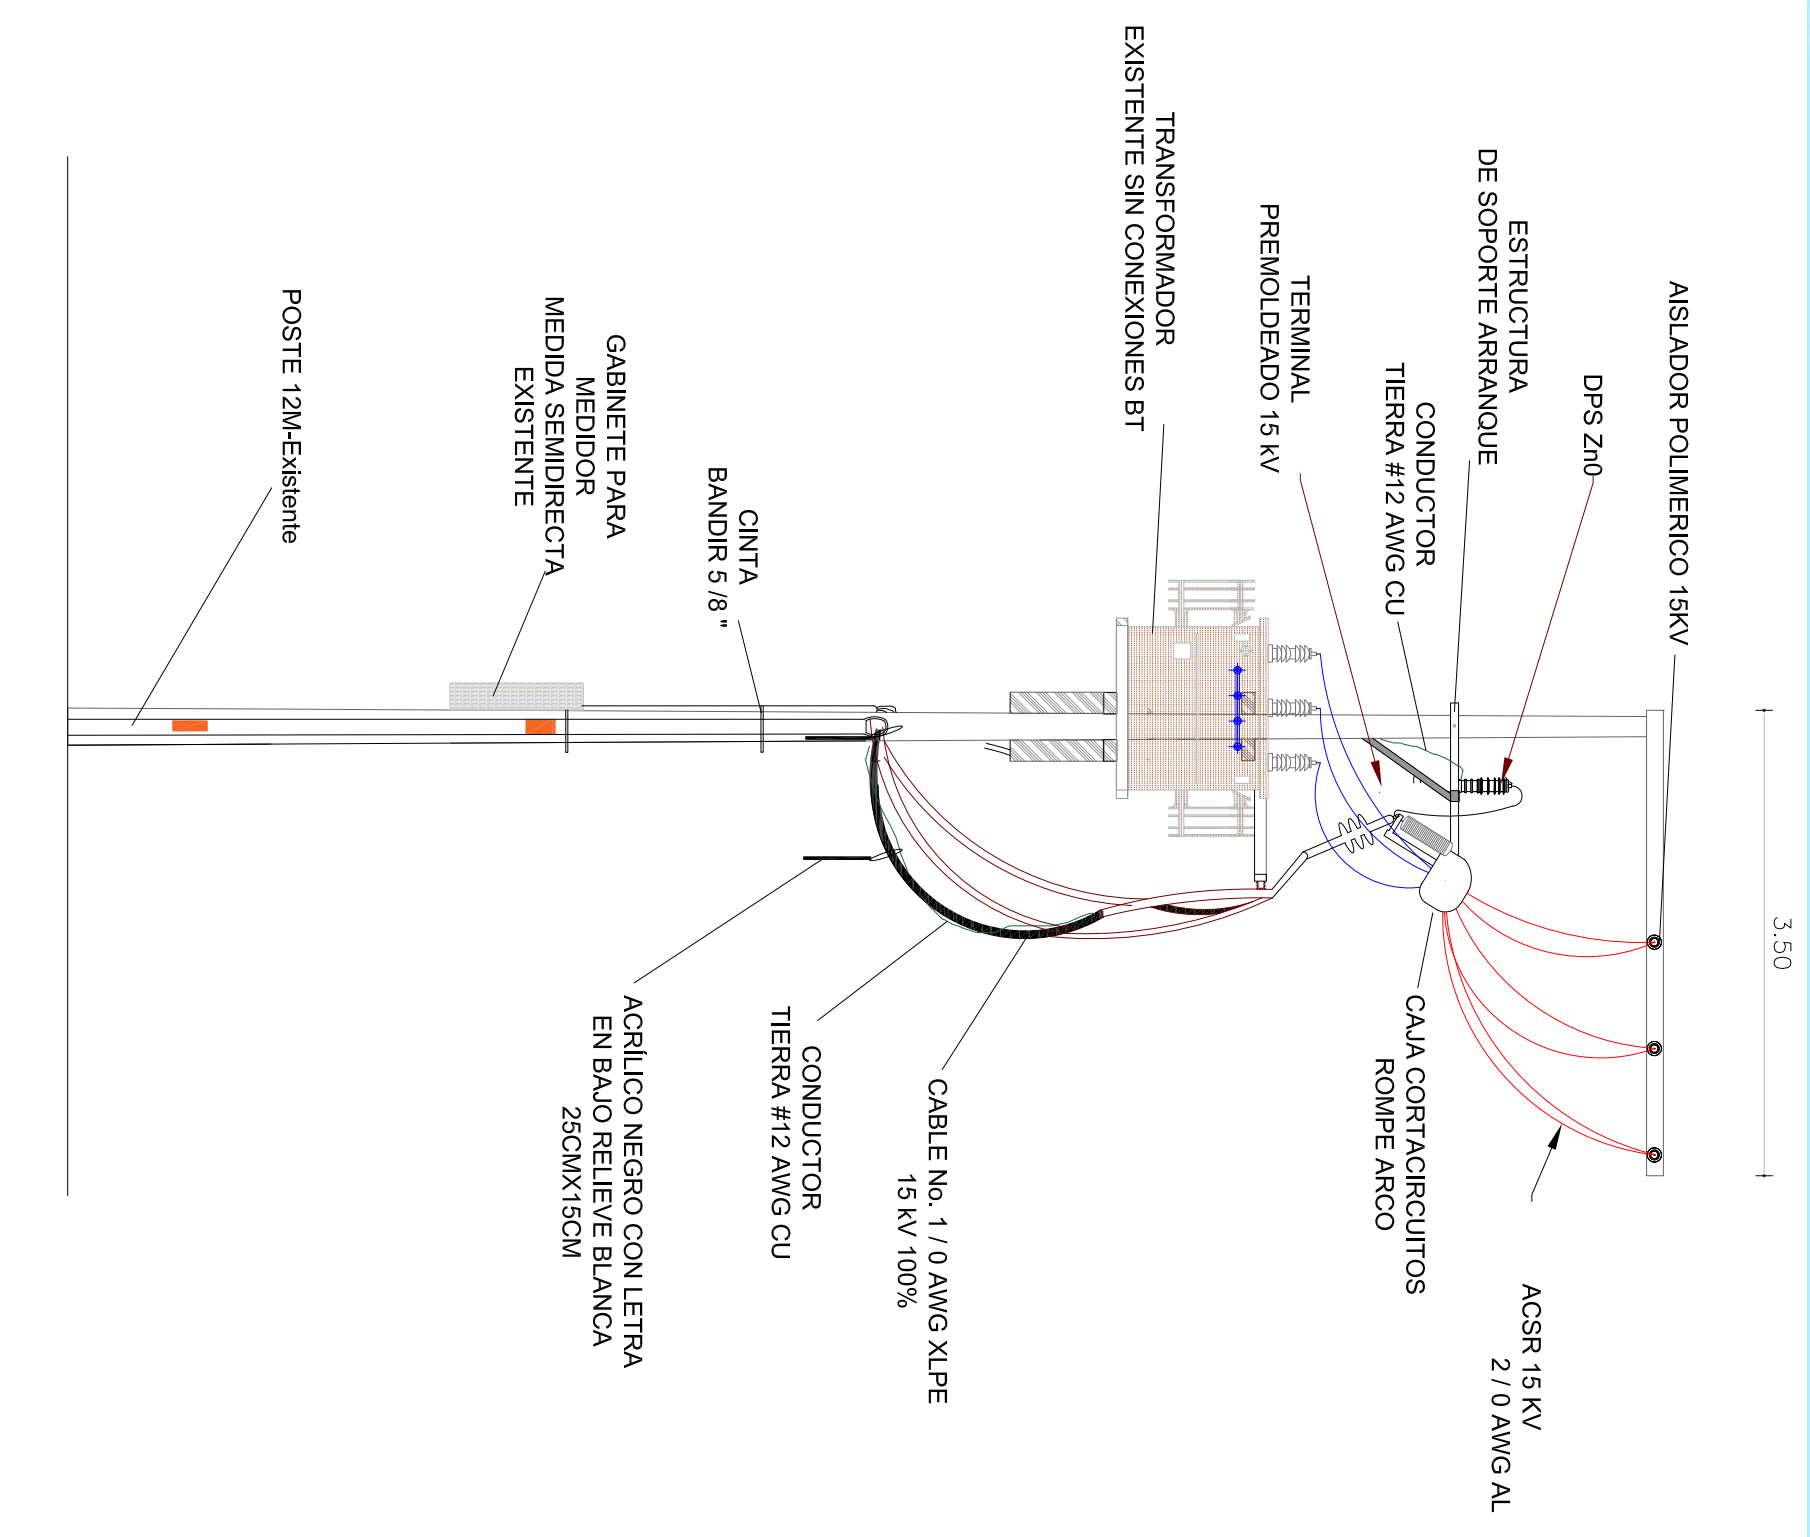 AISLADOR POLIMERICO 15KV
DPS Zn0
ESTRUCTURA
DE SOPORTE ARRANQUE
CONDUCTOR
TIERRA #12 AWG CU
TERMINAL
PREMOLDEADO 15 kV
TRANSFORMADOR
EXISTENTE SIN CONEXIONES BT
CINTA
BANDIR 5 /8 "
GABINETE PARA
MEDIDOR
MEDIDA SEMIDIRECTA
EXISTENTE
POSTE 12M-Existente
3.50
ACSR 15 KV
2 / 0 AWG AL
CAJA CORTACIRCUITOS
ROMPE ARCO
CABLE No. 1 / 0 AWG XLPE
15 kV 100%
CONDUCTOR
TIERRA #12 AWG CU
ACRÍLICO NEGRO CON LETRA
EN BAJO RELIEVE BLANCA
25CMX15CM